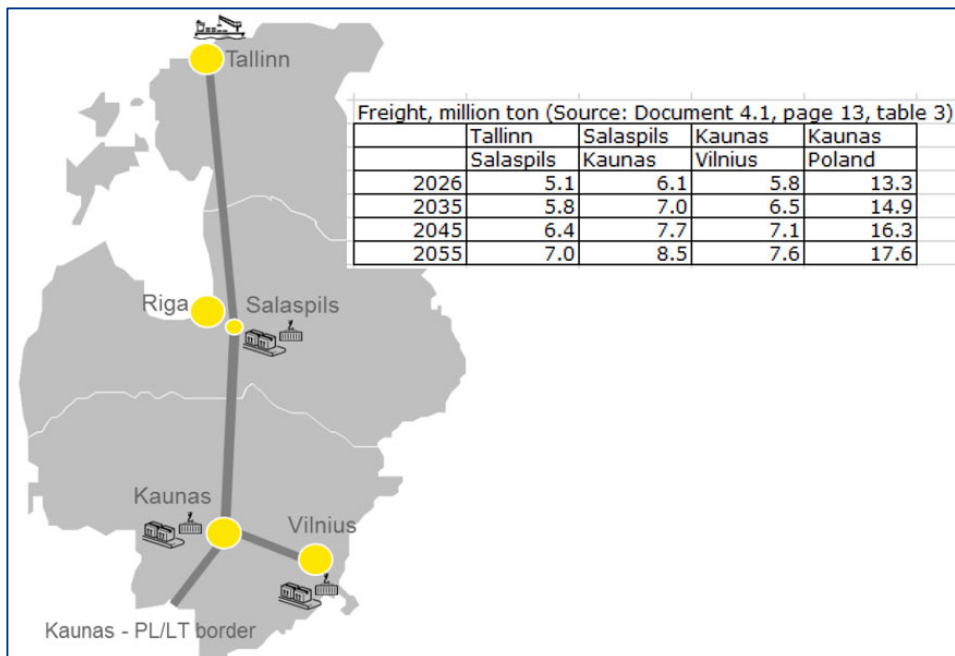 Tallinn
Freight, million ton (Source: Document 4.1, page 13, table 3)
Tallinn Salaspils Kaunas Kaunas
Salaspils Kaunas Vilnius Poland
2026 5.1 6.1 5.8 13.3
2035 5.8 7.0 6.5 14.9
2045 6.4 7.7 7.1 16.3
2055 7.0 8.5 7.6 17.6
Riga
Salaspils
Kaunas
Vilnius
Kaunas - PL/LT border